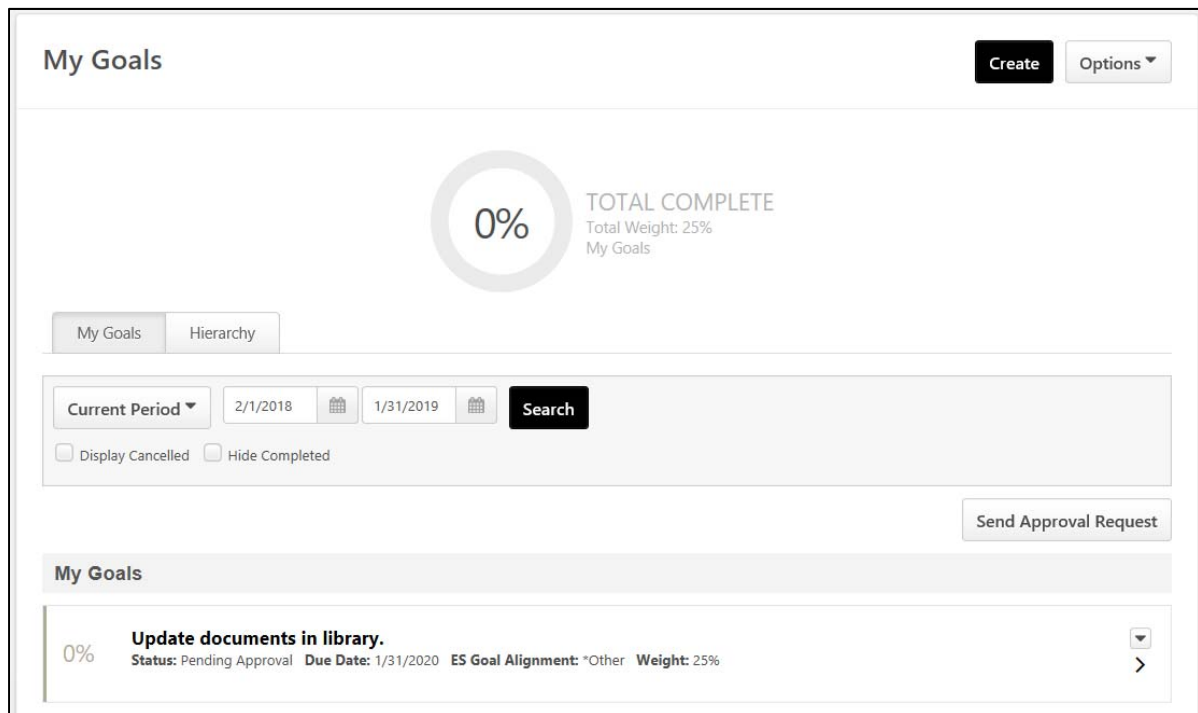 My Goals
Create
Options
0%
TOTAL COMPLETE
Total Weight: 25%
My Goals
My Goals
Hierarchy
Current Period
2/1/2018
1/31/2019
Search
Display Cancelled
Hide Completed
Send Approval Request
My Goals
0%
Update documents in library.
Status: Pending Approval Due Date: 1/31/2020 ES Goal Alignment: *Other Weight: 25%